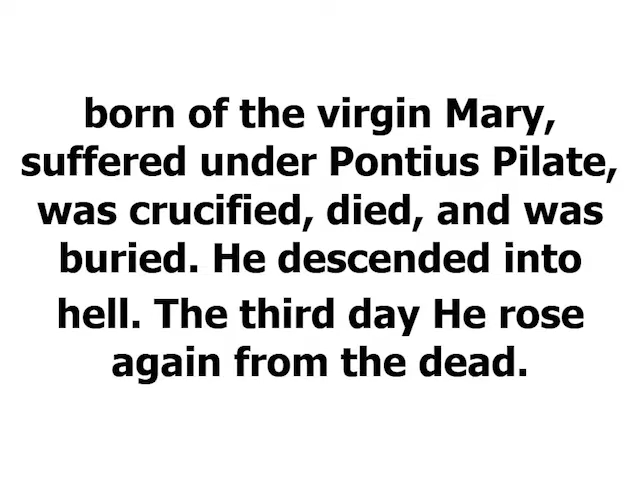 born of the virgin Mary,
suffered under Pontius Pilate,
was crucified, died, and was
buried. He descended into
hell. The third day He rose
again from the dead.